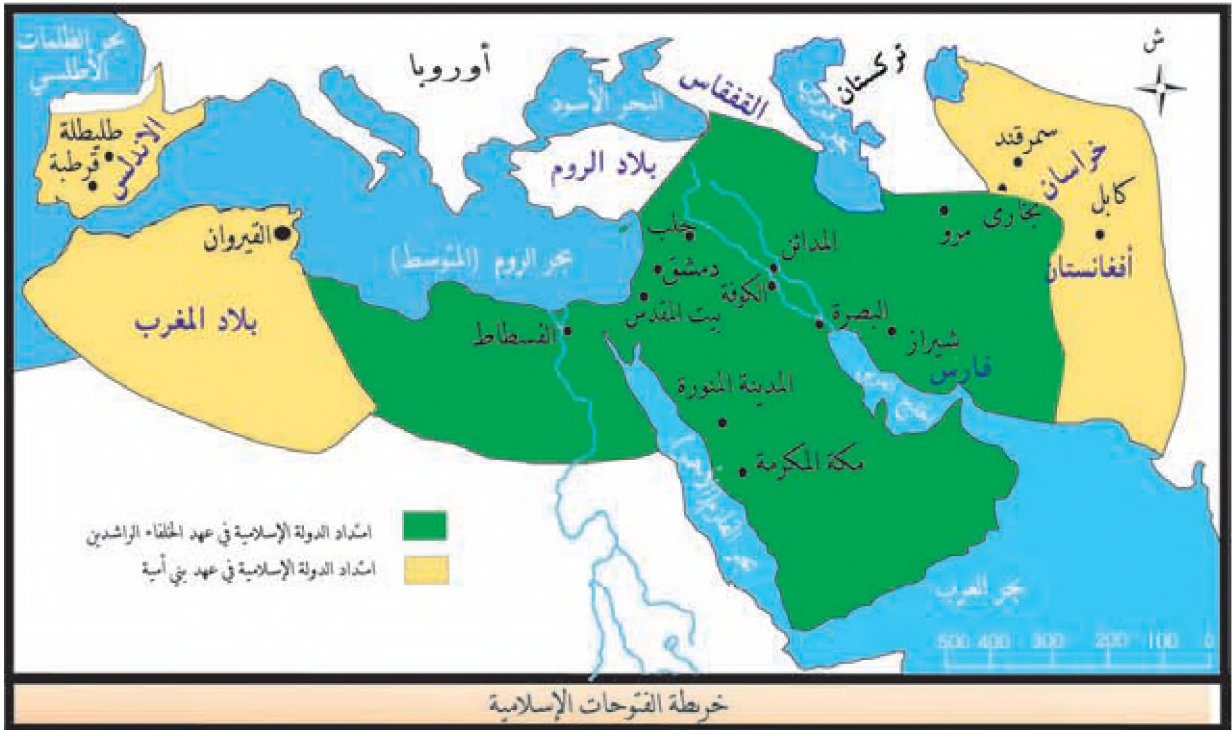 بحر الظلمات
الأطلسي
أوروبا
تركستان
ش
البحر الأسود
القفقاس
طليطلة
قرطبة
الاندلس
بلاد الروم
سمرقند
خراسان
بخارى
كابل
مرو
أفغانستان
القيروان
بحر الروم (المتوسط)
حلب
المدائن
دمشق
الكوفة
بيت المقدس
البصرة
شيراز
فارس
بلاد المغرب
الفسطاط
المدينة المنورة
مكة المكرمة
امتداد الدولة الإسلامية في عهد الخلفاء الراشدين
امتداد الدولة الإسلامية في عهد بني أمية
بحر العرب
500 400 300 200 100 0
خريطة الفتوحات الإسلامية